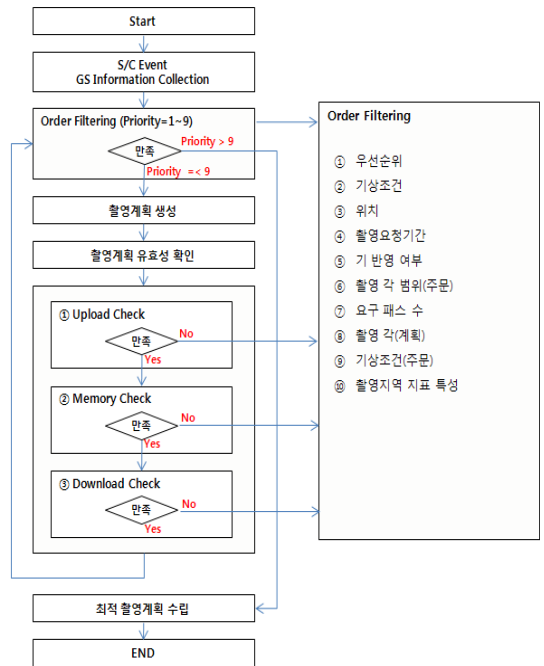 Start
S/C Event
GS Information Collection
Order Filtering (Priority=1~9)
만족
Priority > 9
Priority =< 9
촬영계획 생성
촬영계획 유효성 확인
① Upload Check
만족
No
Yes
② Memory Check
만족
No
Yes
③ Download Check
만족
No
Yes
최적 촬영계획 수립
END
Order Filtering
① 우선순위
② 기상조건
③ 위치
④ 촬영요청기간
⑤ 기 반영 여부
⑥ 촬영 각 범위(주문)
⑦ 요구 패스 수
⑧ 촬영 각(계획)
⑨ 기상조건(주문)
⑩ 촬영지역 지표 특성